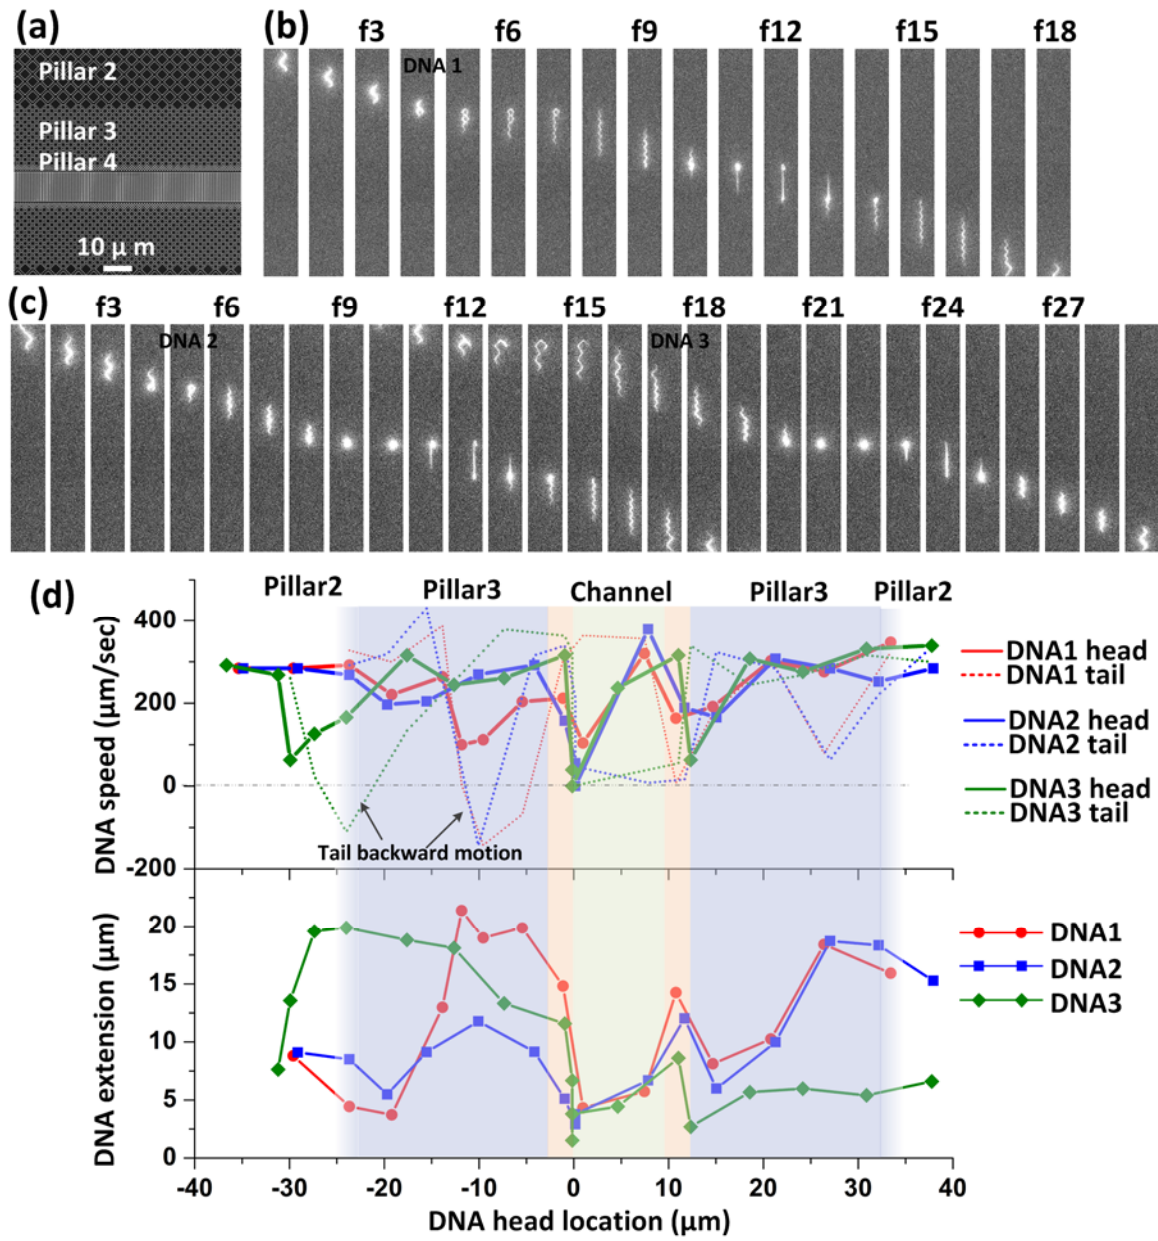 (a)
Pillar 2
Pillar 3
Pillar 4
10 µ m
(b)
f3 f6 f9 f12 f15 f18
DNA 1
(c)
f3 f6 f9 f12 f15 f18 f21 f24 f27
DNA 2 DNA 3
(d)
Pillar2 Pillar3 Channel Pillar3 Pillar2
DNA speed (µm/sec)
400
200
0
-200
Tail backward motion
DNA1 head
DNA1 tail
DNA2 head
DNA2 tail
DNA3 head
DNA3 tail
DNA extension (µm)
20
15
10
5
0
DNA1
DNA2
DNA3
-40 -30 -20 -10 0 10 20 30 40
DNA head location (µm)